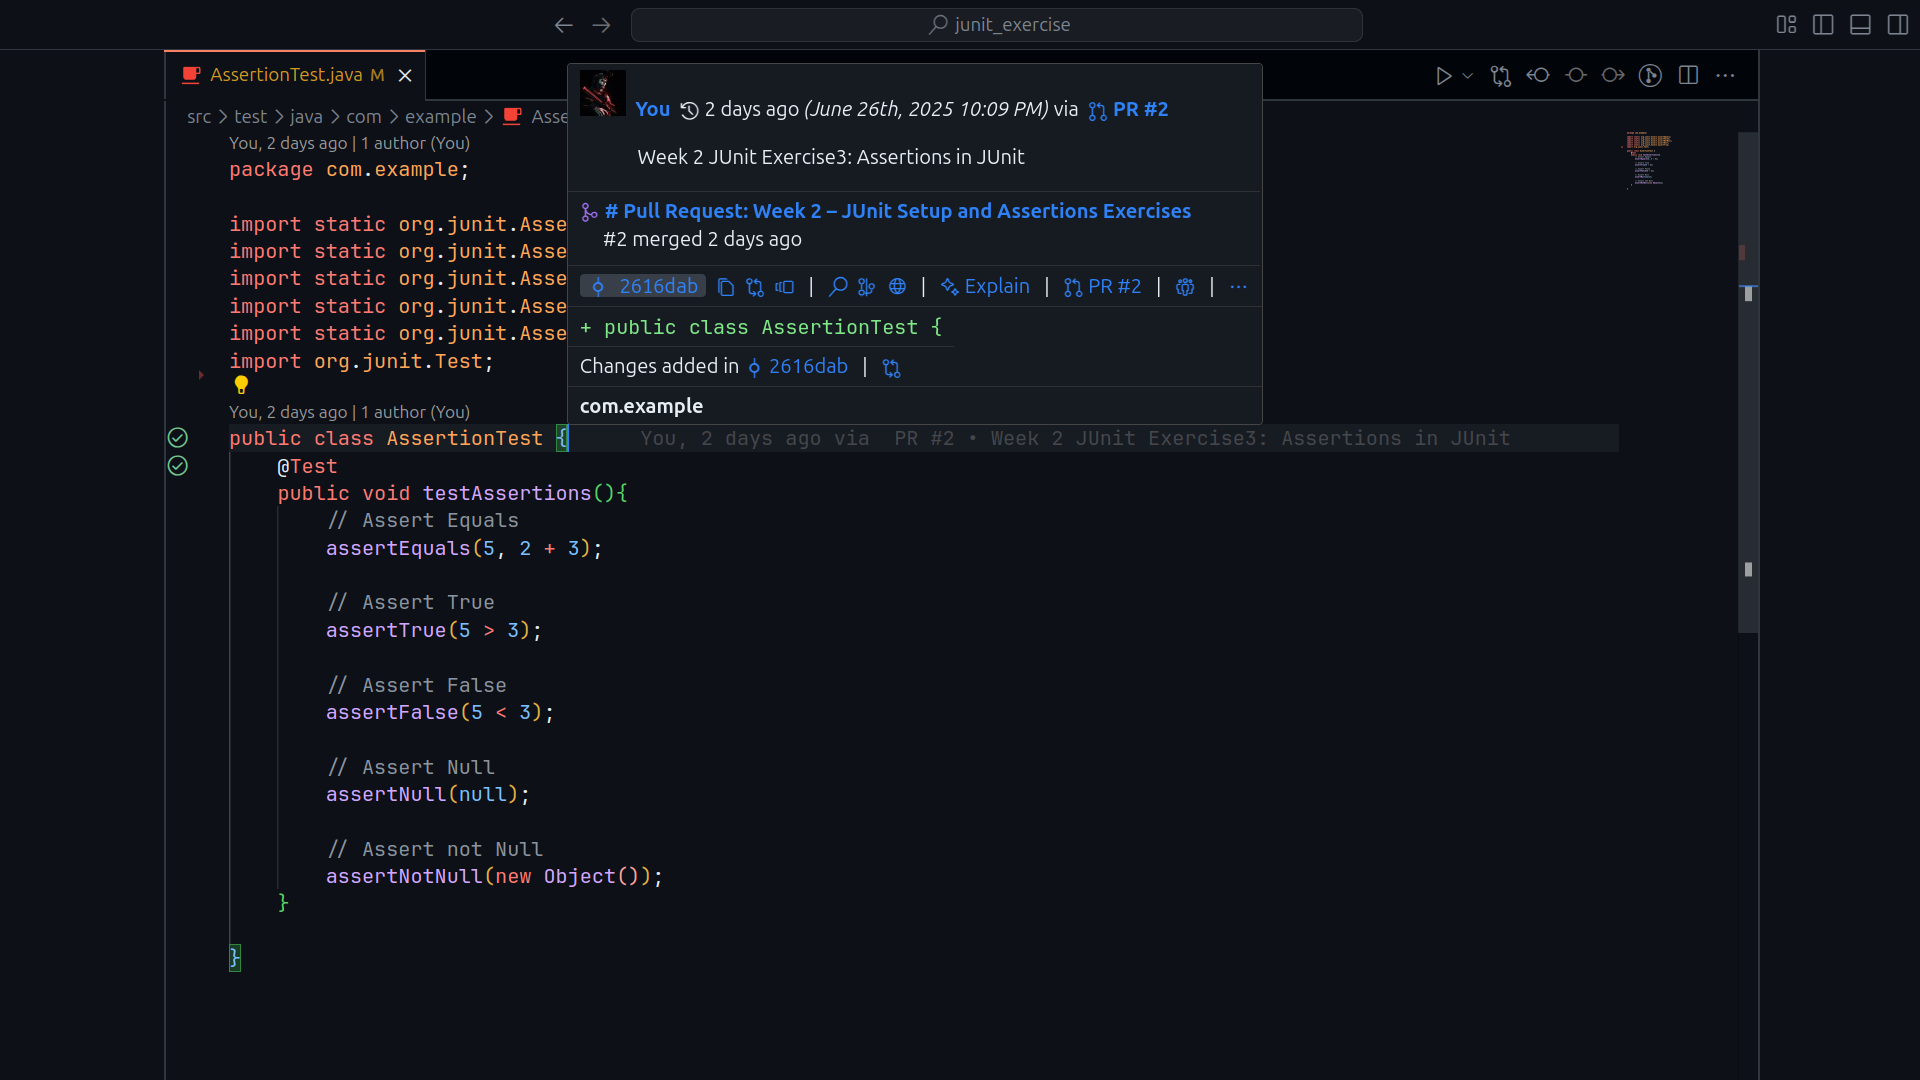 junit_exercise
AssertionTest.java M
src > test > java > com > example > Asse
You, 2 days ago | 1 author (You)
package com.example;
import static org.junit.Asse
import static org.junit.Asse
import static org.junit.Asse
import static org.junit.Asse
import static org.junit.Asse
import org.junit.Test;
You 2 days ago (June 26th, 2025 10:09 PM) via PR #2
Week 2 JUnit Exercise3: Assertions in JUnit
# Pull Request: Week 2 – JUnit Setup and Assertions Exercises
#2 merged 2 days ago
2616dab | | Explain | PR #2 | | ...
+ public class AssertionTest {
Changes added in 2616dab |
com.example
You, 2 days ago | 1 author (You)
public class AssertionTest { You, 2 days ago via PR #2 • Week 2 JUnit Exercise3: Assertions in JUnit
@Test
public void testAssertions(){
// Assert Equals
assertEquals(5, 2 + 3);
// Assert True
assertTrue(5 > 3);
// Assert False
assertFalse(5 < 3);
// Assert Null
assertNull(null);
// Assert not Null
assertNotNull(new Object());
}
}